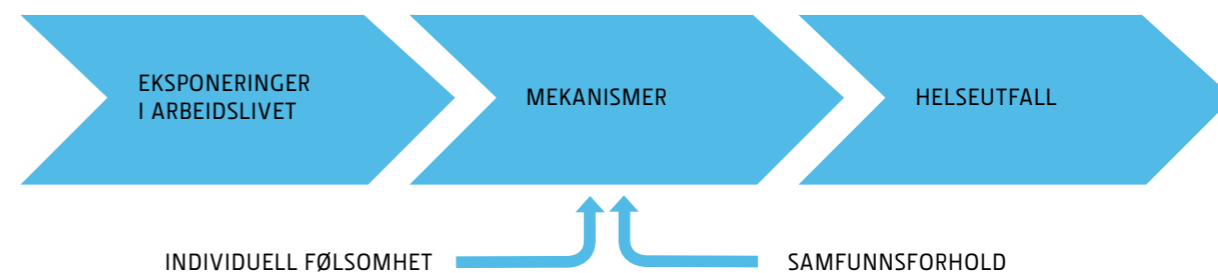 EKSPONERINGER
I ARBEIDSLIVET
MEKANISMER
HELSEUTFALL
INDIVIDUELL FØLSOMHET
SAMFUNNSFORHOLD